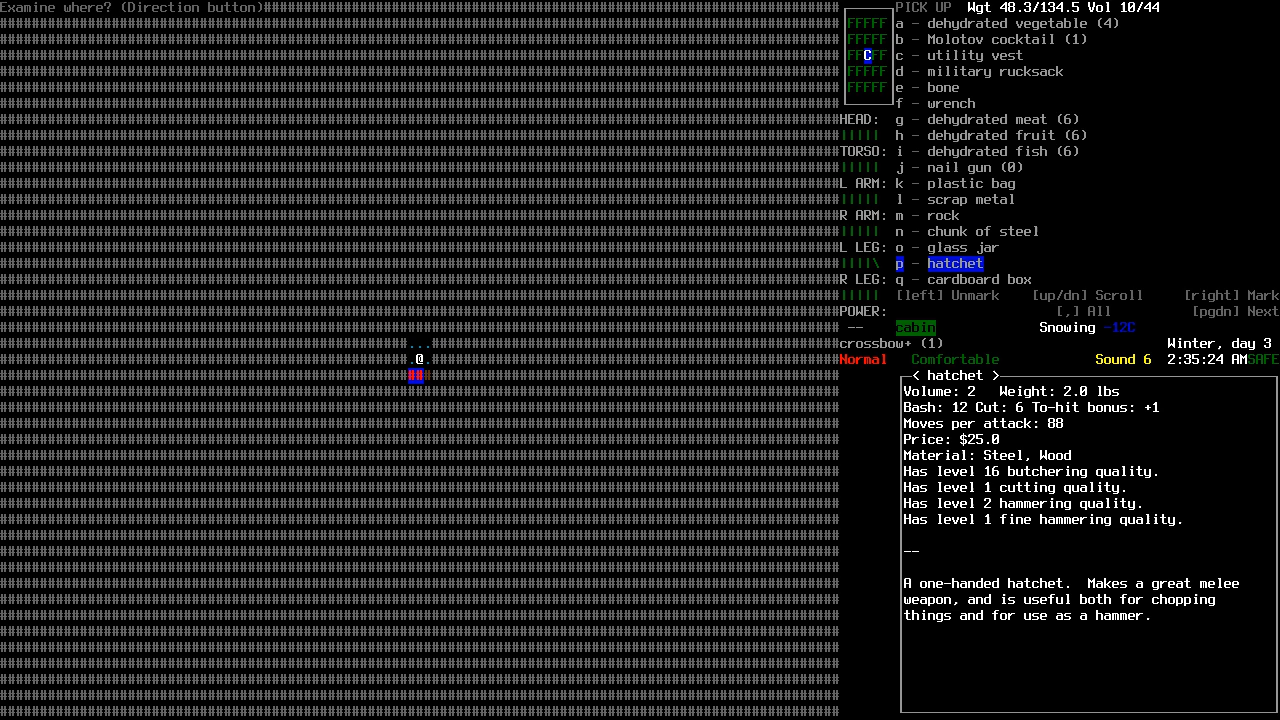 Examine where? (Direction button)
PICK UP Wgt 48.3/134.5 Vol 10/44
FFFFF a - dehydrated vegetable (4)
FFFFF b - Molotov cocktail (1)
FFCFF c - utility vest
FFFFF d - military rucksack
FFFFF e - bone
f - wrench
HEAD: g - dehydrated meat (6)
||||| h - dehydrated fruit (6)
TORSO: i - dehydrated fish (6)
||||| j - nail gun (0)
L ARM: k - plastic bag
||||| l - scrap metal
R ARM: m - rock
||||| n - chunk of steel
L LEG: o - glass jar
||||\ p - hatchet
R LEG: q - cardboard box
||||| [left] Unmark [up/dn] Scroll [right] Mark
POWER: [,] All [pgdn] Next
-- cabin Snowing -12C
crossbow+ (1) Winter, day 3
Normal Comfortable Sound 6 2:35:24 AM SAFE
...
.@.
< hatchet >
Volume: 2 Weight: 2.0 lbs
Bash: 12 Cut: 6 To-hit bonus: +1
Moves per attack: 88
Price: $25.0
Material: Steel, Wood
Has level 16 butchering quality.
Has level 1 cutting quality.
Has level 2 hammering quality.
Has level 1 fine hammering quality.
--
A one-handed hatchet. Makes a great melee
weapon, and is useful both for chopping
things and for use as a hammer.